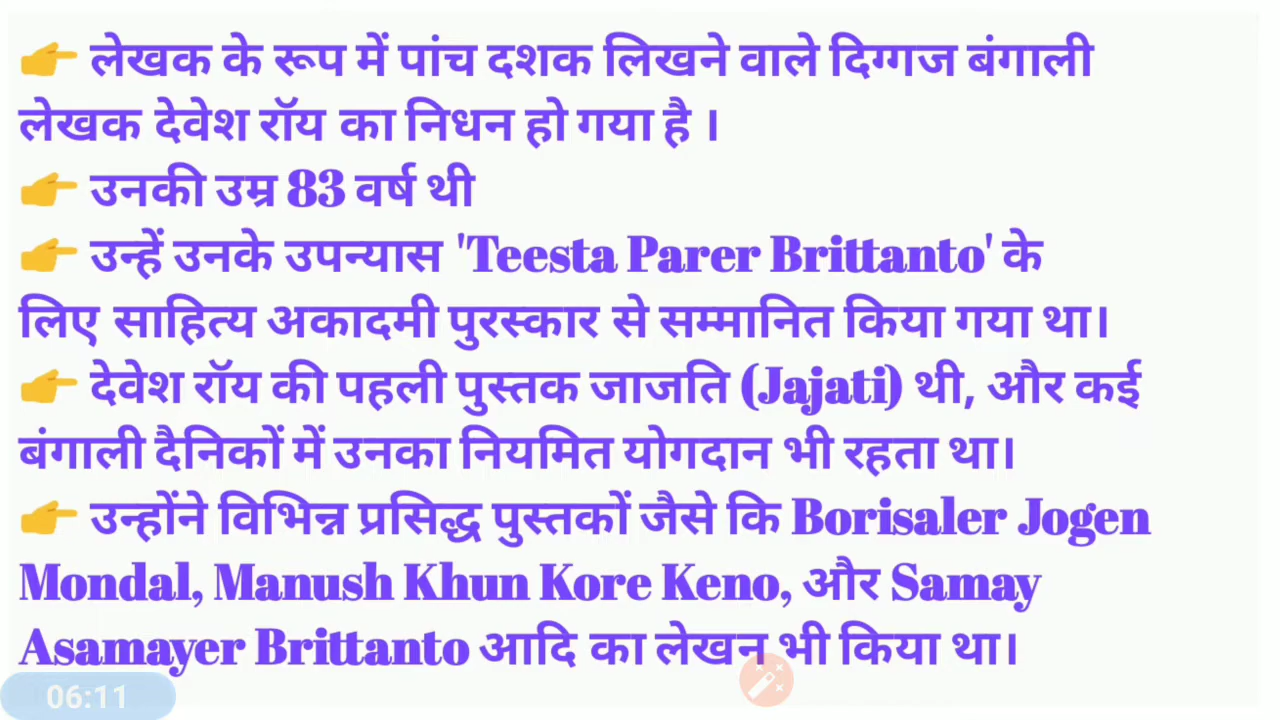 👉 लेखक के रूप में पांच दशक लिखने वाले दिग्गज बंगाली
लेखक देवेश रॉय का निधन हो गया है ।
👉 उनकी उम्र 83 वर्ष थी
👉 उन्हें उनके उपन्यास 'Teesta Parer Brittanto' के
लिए साहित्य अकादमी पुरस्कार से सम्मानित किया गया था।
👉 देवेश रॉय की पहली पुस्तक जाजति (Jajati) थी, और कई
बंगाली दैनिकों में उनका नियमित योगदान भी रहता था।
👉 उन्होंने विभिन्न प्रसिद्ध पुस्तकों जैसे कि Borisaler Jogen
Mondal, Manush Khun Kore Keno, और Samay
Asamayer Brittanto आदि का लेखन भी किया था।
06:11